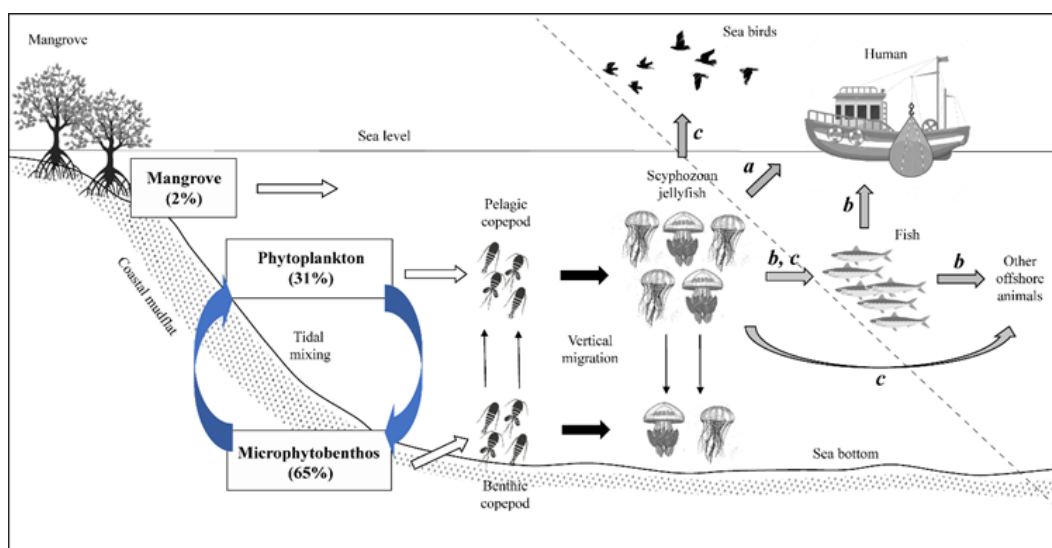 Mangrove
Sea birds
Human
Sea level
c
Mangrove
(2%)
Scyphozoan
jellyfish
a
Pelagic
copepod
b
Fish
Phytoplankton
(31%)
b, c
b
Other
offshore
animals
Coastal mudflat
Tidal
mixing
Vertical
migration
c
Microphytobenthos
(65%)
Sea bottom
Benthic
copepod